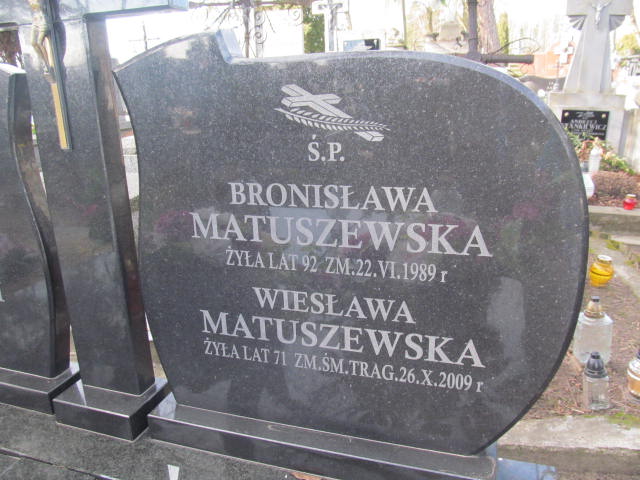 Ś.P.
BRONISŁAWA
MATUSZEWSKA
ŻYŁA LAT 92 ZM.22.VI.1989 r
WIESŁAWA
MATUSZEWSKA
ŻYŁA LAT 71 ZM.ŚM.TRAG.26.X.2009 r
ANDRZEJ